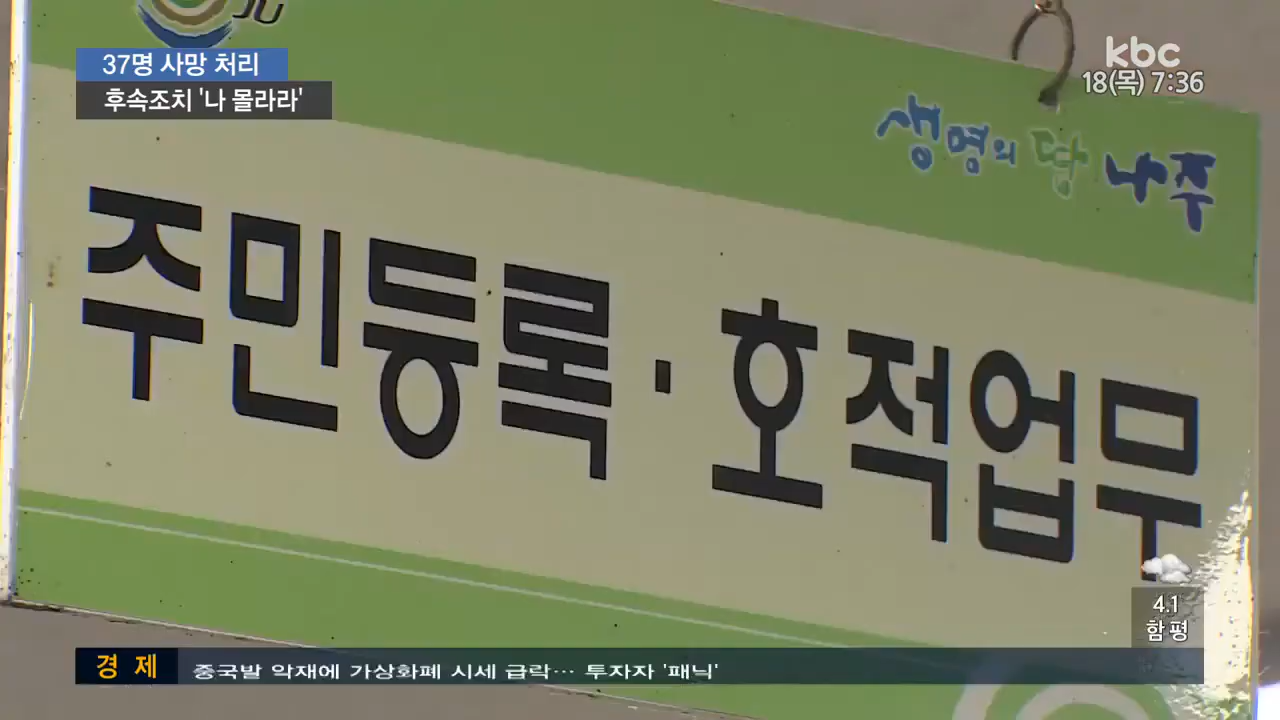 37명 사망 처리
후속조치 '나 몰라라'
kbc
18(목) 7:36
생명의 땅 나주
주민등록·호적업무
4.1
함평
경제 중국발 악재에 가상화폐 시세 급락… 투자자 '패닉'